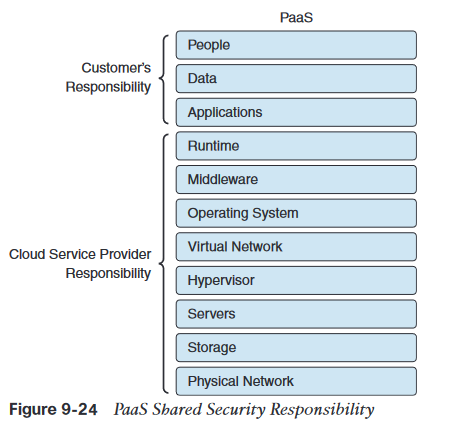 PaaS
Customer's
Responsibility
People
Data
Applications
Cloud Service Provider
Responsibility
Runtime
Middleware
Operating System
Virtual Network
Hypervisor
Servers
Storage
Physical Network
Figure 9-24 PaaS Shared Security Responsibility